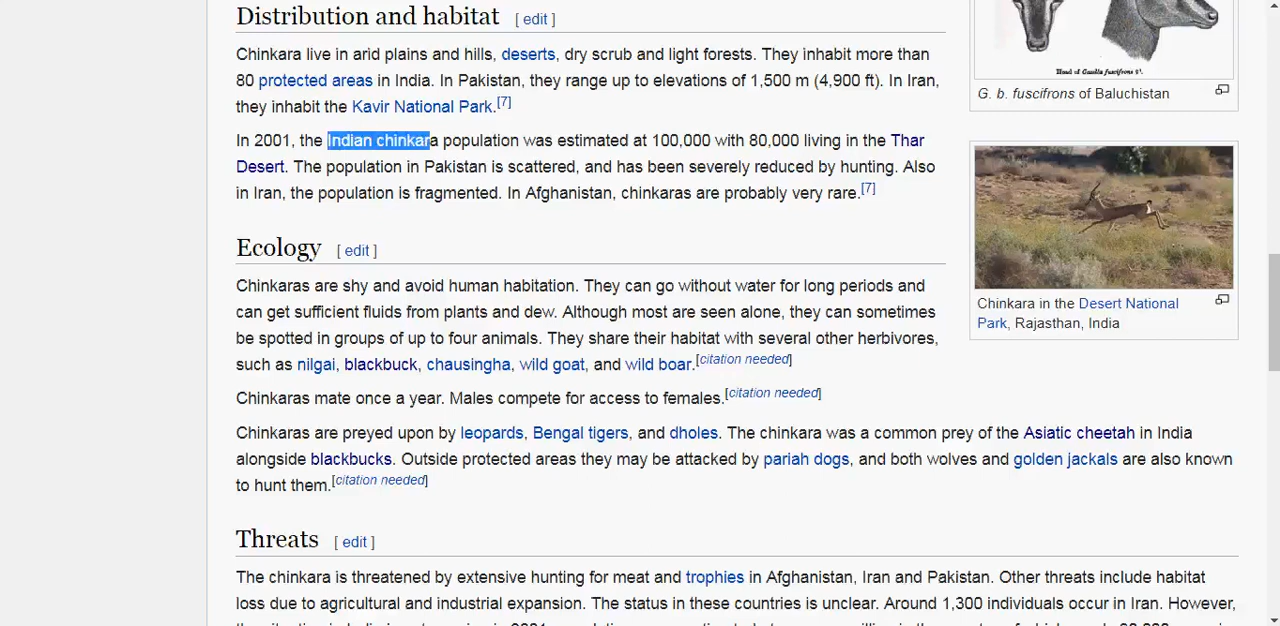 Distribution and habitat [ edit ]
Chinkara live in arid plains and hills, deserts, dry scrub and light forests. They inhabit more than
80 protected areas in India. In Pakistan, they range up to elevations of 1,500 m (4,900 ft). In Iran,
they inhabit the Kavir National Park.[7]
In 2001, the Indian chinkara population was estimated at 100,000 with 80,000 living in the Thar
Desert. The population in Pakistan is scattered, and has been severely reduced by hunting. Also
in Iran, the population is fragmented. In Afghanistan, chinkaras are probably very rare.[7]
Head of Gazella fuscifrons
G. b. fuscifrons of Baluchistan
Chinkara in the Desert National
Park, Rajasthan, India
Ecology [ edit ]
Chinkaras are shy and avoid human habitation. They can go without water for long periods and
can get sufficient fluids from plants and dew. Although most are seen alone, they can sometimes
be spotted in groups of up to four animals. They share their habitat with several other herbivores,
such as nilgai, blackbuck, chausingha, wild goat, and wild boar.[citation needed]
Chinkaras mate once a year. Males compete for access to females.[citation needed]
Chinkaras are preyed upon by leopards, Bengal tigers, and dholes. The chinkara was a common prey of the Asiatic cheetah in India
alongside blackbucks. Outside protected areas they may be attacked by pariah dogs, and both wolves and golden jackals are also known
to hunt them.[citation needed]
Threats [ edit ]
The chinkara is threatened by extensive hunting for meat and trophies in Afghanistan, Iran and Pakistan. Other threats include habitat
loss due to agricultural and industrial expansion. The status in these countries is unclear. Around 1,300 individuals occur in Iran. However,